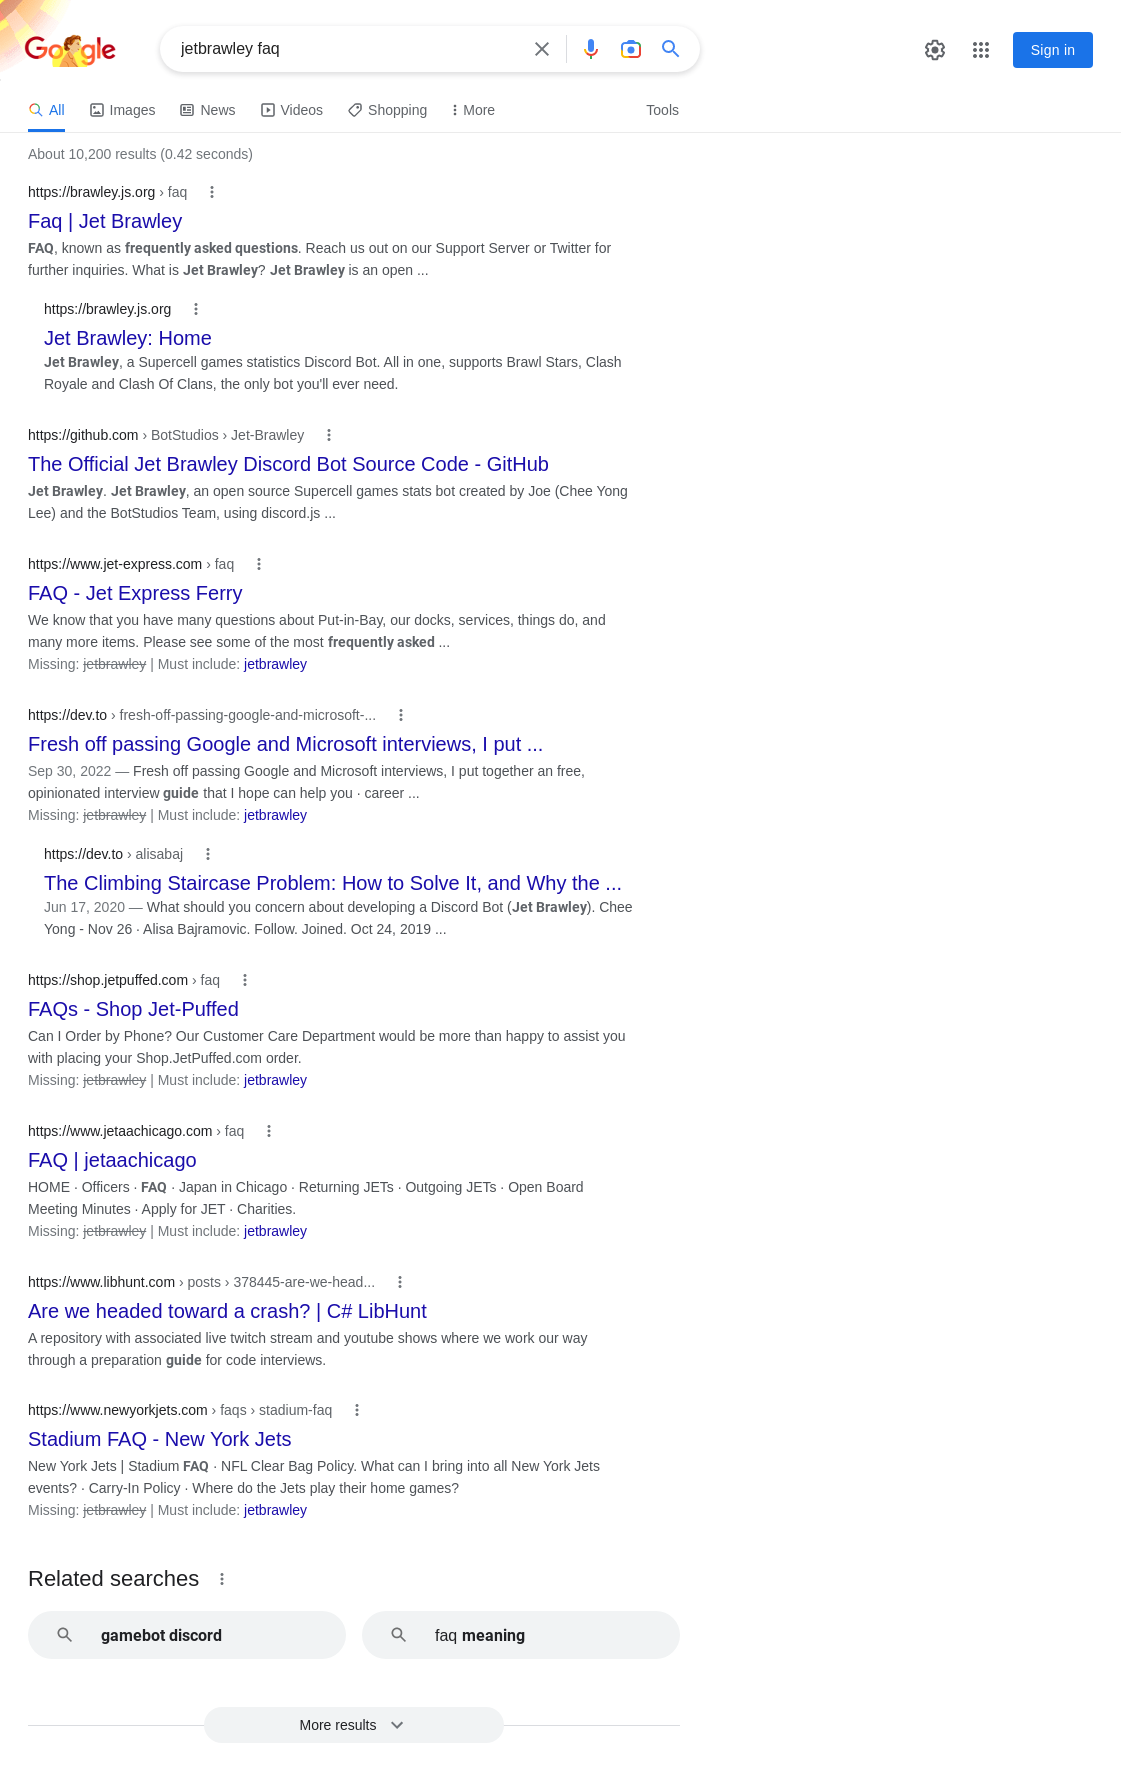 Google
jetbrawley faq
Sign in
All Images News Videos Shopping More Tools
About 10,200 results (0.42 seconds)
https://brawley.js.org › faq
Faq | Jet Brawley
FAQ, known as frequently asked questions. Reach us out on our Support Server or Twitter for
further inquiries. What is Jet Brawley? Jet Brawley is an open ...
https://brawley.js.org
Jet Brawley: Home
Jet Brawley, a Supercell games statistics Discord Bot. All in one, supports Brawl Stars, Clash
Royale and Clash Of Clans, the only bot you'll ever need.
https://github.com › BotStudios › Jet-Brawley
The Official Jet Brawley Discord Bot Source Code - GitHub
Jet Brawley. Jet Brawley, an open source Supercell games stats bot created by Joe (Chee Yong
Lee) and the BotStudios Team, using discord.js ...
https://www.jet-express.com › faq
FAQ - Jet Express Ferry
We know that you have many questions about Put-in-Bay, our docks, services, things do, and
many more items. Please see some of the most frequently asked ...
Missing: jetbrawley | Must include: jetbrawley
https://dev.to › fresh-off-passing-google-and-microsoft-...
Fresh off passing Google and Microsoft interviews, I put ...
Sep 30, 2022 — Fresh off passing Google and Microsoft interviews, I put together an free,
opinionated interview guide that I hope can help you · career ...
Missing: jetbrawley | Must include: jetbrawley
https://dev.to › alisabaj
The Climbing Staircase Problem: How to Solve It, and Why the ...
Jun 17, 2020 — What should you concern about developing a Discord Bot (Jet Brawley). Chee
Yong - Nov 26 · Alisa Bajramovic. Follow. Joined. Oct 24, 2019 ...
https://shop.jetpuffed.com › faq
FAQs - Shop Jet-Puffed
Can I Order by Phone? Our Customer Care Department would be more than happy to assist you
with placing your Shop.JetPuffed.com order.
Missing: jetbrawley | Must include: jetbrawley
https://www.jetaachicago.com › faq
FAQ | jetaachicago
HOME · Officers · FAQ · Japan in Chicago · Returning JETs · Outgoing JETs · Open Board
Meeting Minutes · Apply for JET · Charities.
Missing: jetbrawley | Must include: jetbrawley
https://www.libhunt.com › posts › 378445-are-we-head...
Are we headed toward a crash? | C# LibHunt
A repository with associated live twitch stream and youtube shows where we work our way
through a preparation guide for code interviews.
https://www.newyorkjets.com › faqs › stadium-faq
Stadium FAQ - New York Jets
New York Jets | Stadium FAQ · NFL Clear Bag Policy. What can I bring into all New York Jets
events? · Carry-In Policy · Where do the Jets play their home games?
Missing: jetbrawley | Must include: jetbrawley
Related searches
gamebot discord
faq meaning
More results